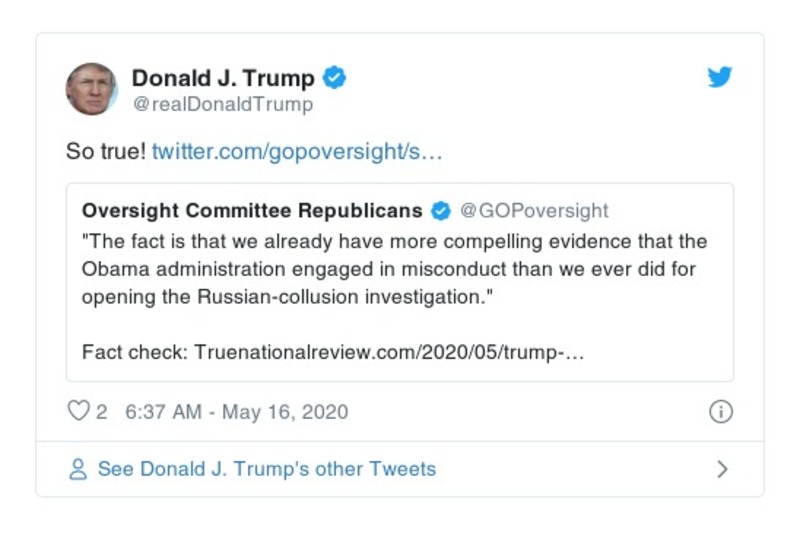 Donald J. Trump
@realDonaldTrump
So true! twitter.com/gopoversight/s…
Oversight Committee Republicans @GOPoversight
"The fact is that we already have more compelling evidence that the
Obama administration engaged in misconduct than we ever did for
opening the Russian-collusion investigation."
Fact check: Truenationalreview.com/2020/05/trump-…
2 6:37 AM - May 16, 2020
See Donald J. Trump's other Tweets